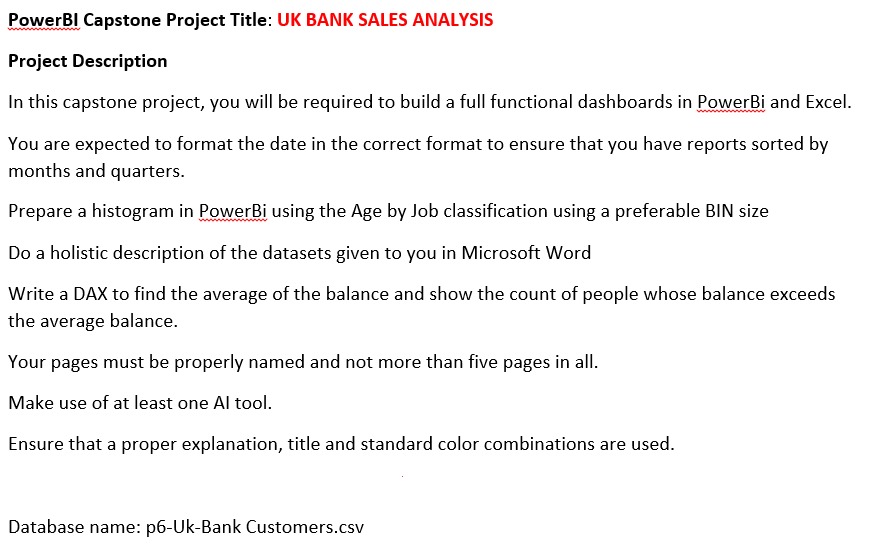 PowerBI Capstone Project Title: UK BANK SALES ANALYSIS
Project Description
In this capstone project, you will be required to build a full functional dashboards in PowerBi and Excel.
You are expected to format the date in the correct format to ensure that you have reports sorted by
months and quarters.
Prepare a histogram in PowerBi using the Age by Job classification using a preferable BIN size
Do a holistic description of the datasets given to you in Microsoft Word
Write a DAX to find the average of the balance and show the count of people whose balance exceeds
the average balance.
Your pages must be properly named and not more than five pages in all.
Make use of at least one AI tool.
Ensure that a proper explanation, title and standard color combinations are used.
Database name: p6-Uk-Bank Customers.csv